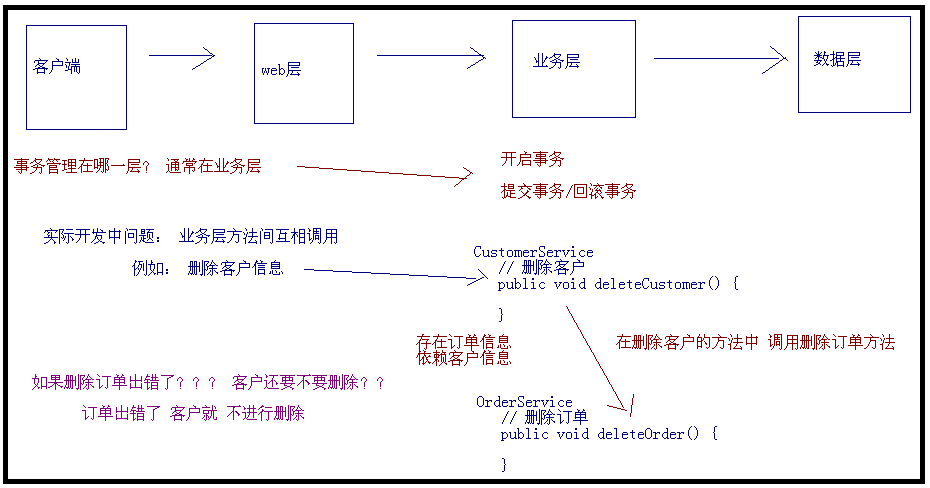 客户端
web层
业务层
数据层
事务管理在哪一层? 通常在业务层
开启事务
提交事务/回滚事务
实际开发中问题: 业务层方法间互相调用
例如: 删除客户信息
CustomerService
// 删除客户
public void deleteCustomer() {
}
存在订单信息
依赖客户信息
在删除客户的方法中 调用删除订单方法
如果删除订单出错了??? 客户还要不要删除??
订单出错了 客户就 不进行删除
OrderService
// 删除订单
public void deleteOrder() {
}